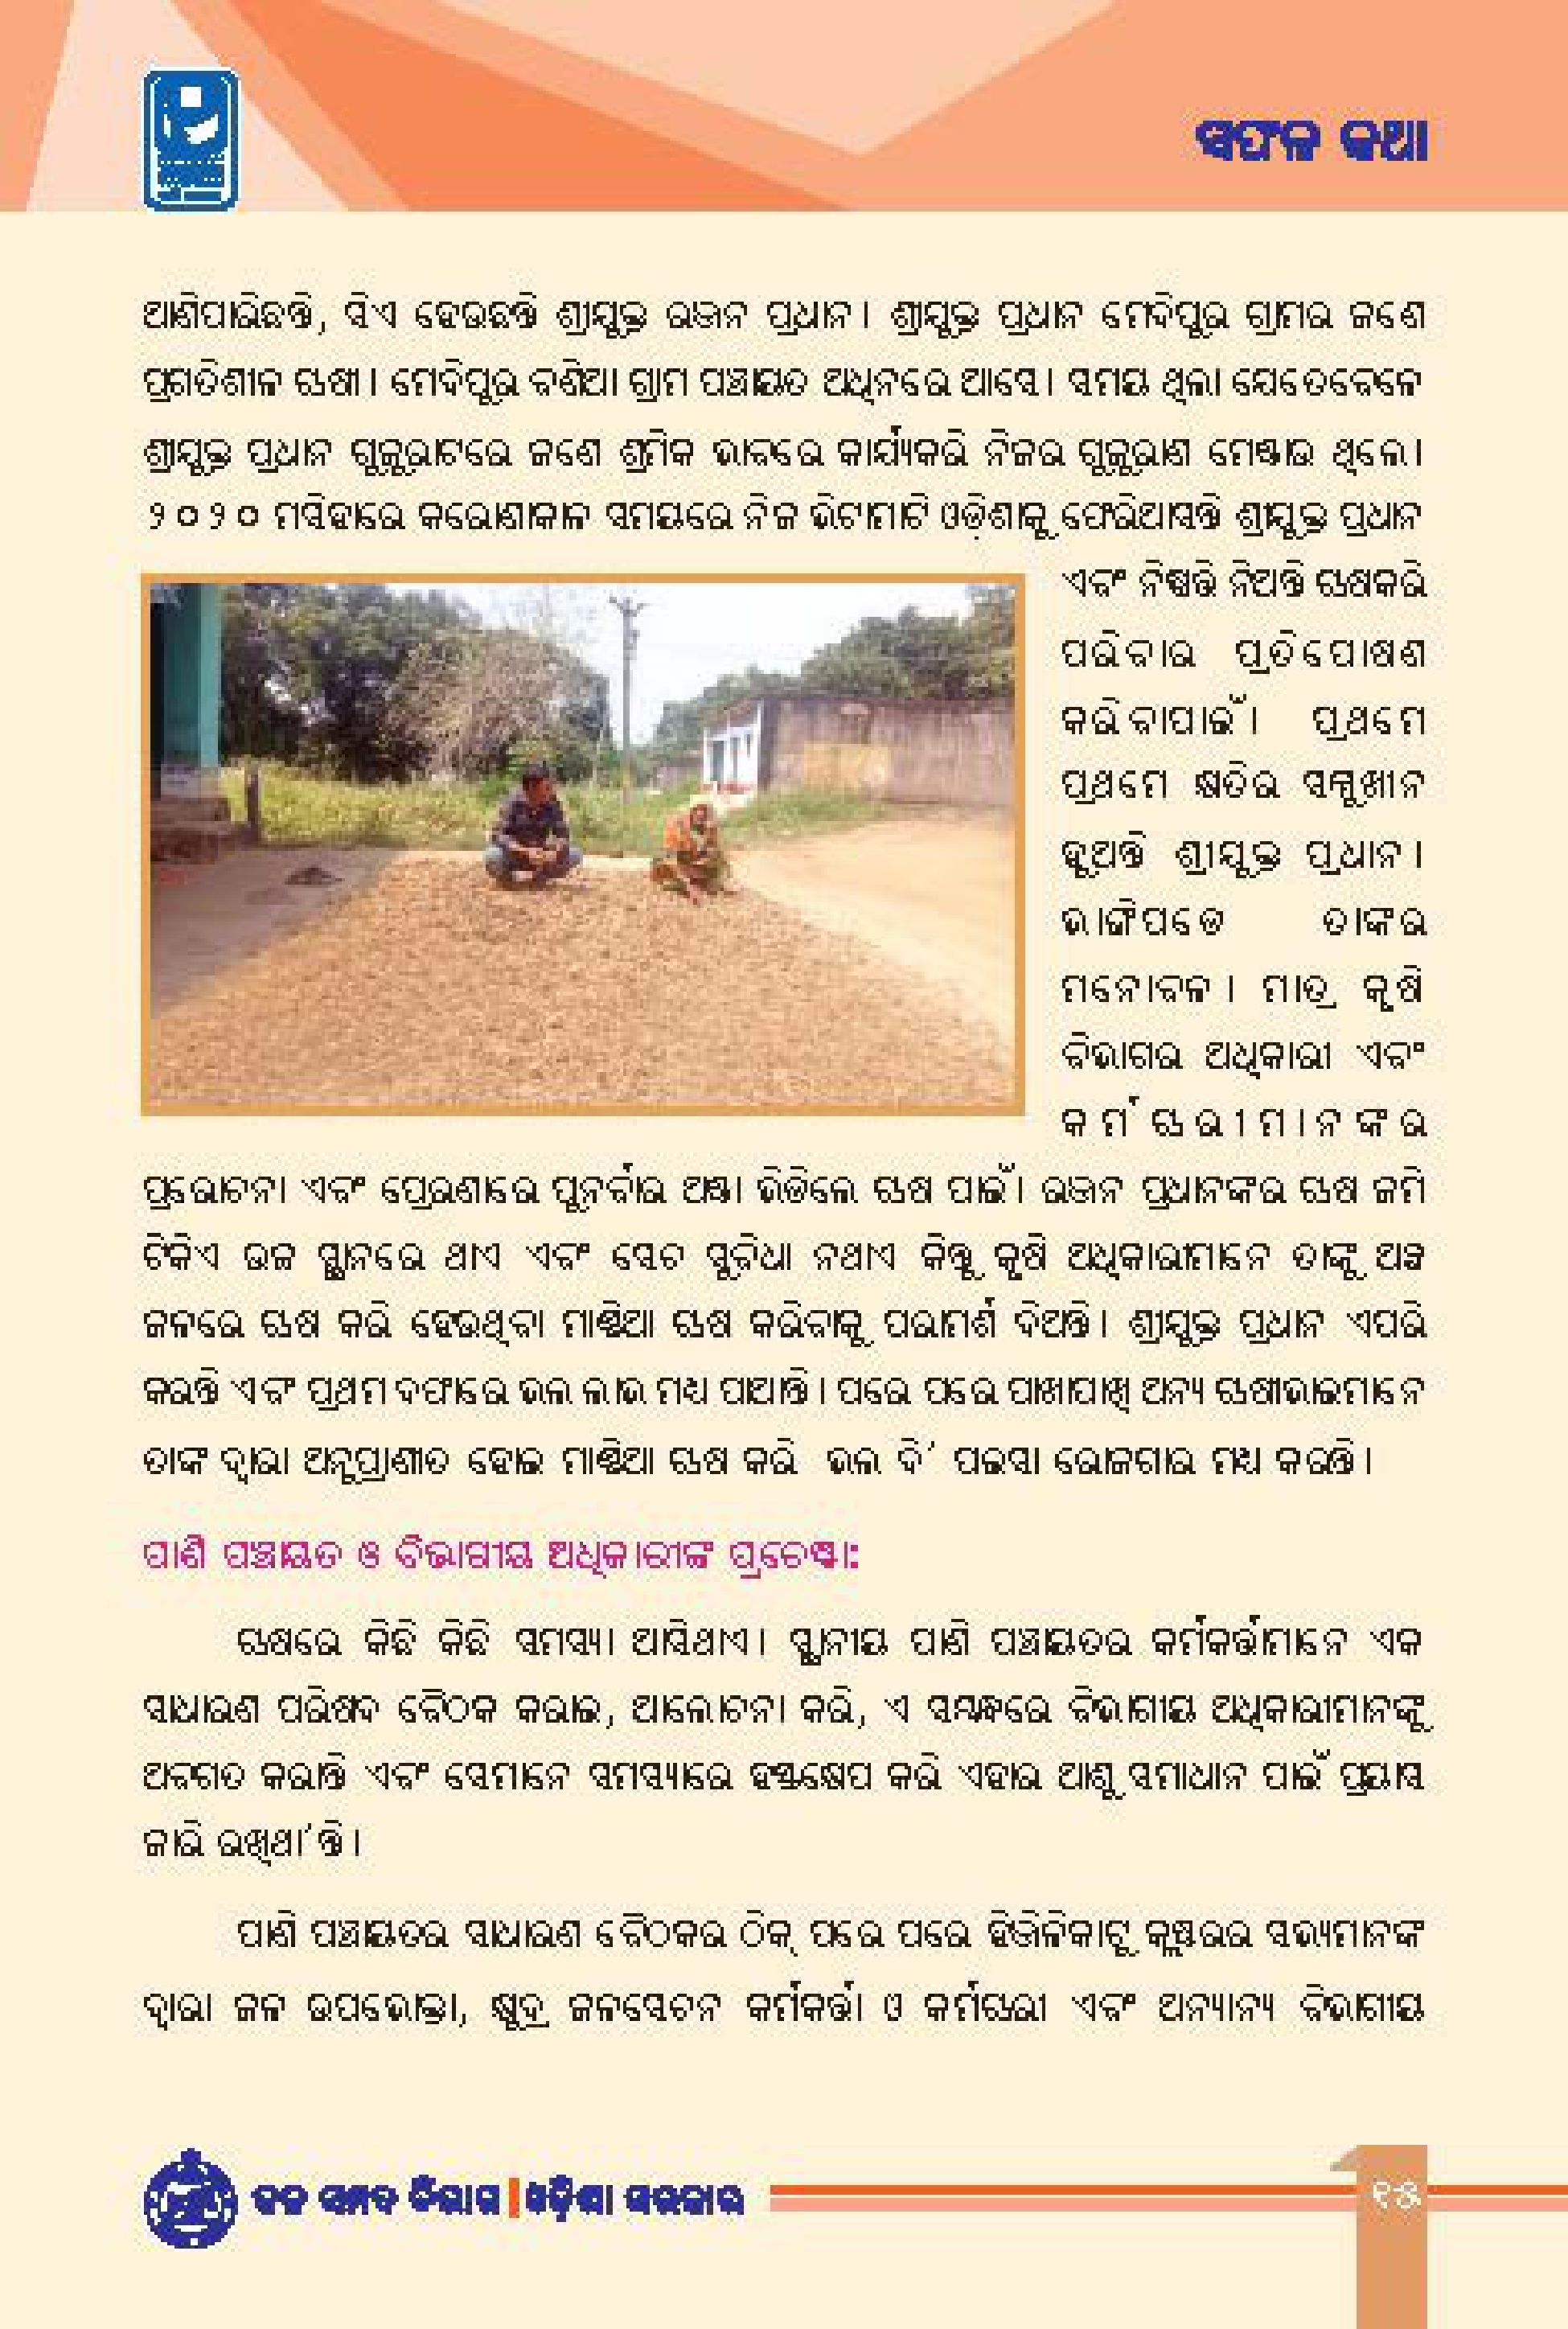 ସଫଳ କଥା
ଆଣିପାରିଛନ୍ତି, ସିଏ ହେଉଛନ୍ତି ଶ୍ରୀଯୁକ୍ତ ରଞ୍ଜନ ପ୍ରଧାନ। ଶ୍ରୀଯୁକ୍ତ ପ୍ରଧାନ ମେଦିପୁର ଗ୍ରାମର ଜଣେ
ପ୍ରଗତିଶୀଳ ଚାଷୀ। ମେଦିପୁର ବଣିଆ ଗ୍ରାମ ପଞ୍ଚାୟତ ଅଧିନରେ ଆସେ। ସମୟ ଥିଲା ଯେତେବେଳେ
ଶ୍ରୀଯୁକ୍ତ ପ୍ରଧାନ ଗୁଜୁରାଟରେ ଜଣେ ଶ୍ରମିକ ଭାବରେ କାର୍ଯ୍ୟକରି ନିଜର ଗୁଜୁରାଣ ମେଣ୍ଟାଉ ଥିଲେ।
୨୦୨୦ ମସିହାରେ କରୋଣାକାଳ ସମୟରେ ନିଜ ଭିଟାମାଟି ଓଡ଼ିଶାକୁ ଫେରିଆସନ୍ତି ଶ୍ରୀଯୁକ୍ତ ପ୍ରଧାନ
ଏବଂ ନିଷ୍ପତ୍ତି ନିଅନ୍ତି ଚାଷକରି
ପରିବାର ପ୍ରତିପୋଷଣ
କରିବାପାଇଁ। ପ୍ରଥମେ
ପ୍ରଥମେ କ୍ଷତିର ସମ୍ମୁଖୀନ
ହୁଅନ୍ତି ଶ୍ରୀଯୁକ୍ତ ପ୍ରଧାନ।
ଭାଙ୍ଗିପଡେ ତାଙ୍କର
ମନୋବଳ। ମାତ୍ର କୃଷି
ବିଭାଗର ଅଧିକାରୀ ଏବଂ
କର୍ମଚାରୀମାନଙ୍କର
ପ୍ରରୋଚନା ଏବଂ ପ୍ରେରଣାରେ ପୁନର୍ବାର ଅଣ୍ଟା ଭିଡିଲେ ଚାଷ ପାଇଁ। ରଞ୍ଜନ ପ୍ରଧାନଙ୍କର ଚାଷ ଜମି
ଟିକିଏ ଉଚ୍ଚ ସ୍ଥାନରେ ଥାଏ ଏବଂ ସେଚ ସୁବିଧା ନଥାଏ କିନ୍ତୁ କୃଷି ଅଧିକାରୀମାନେ ତାଙ୍କୁ ଅଳ୍ପ
ଜଳରେ ଚାଷ କରି ହେଉଥିବା ମାଣ୍ଡିଆ ଚାଷ କରିବାକୁ ପରାମର୍ଶ ଦିଅନ୍ତି। ଶ୍ରୀଯୁକ୍ତ ପ୍ରଧାନ ଏପରି
କରନ୍ତି ଏବଂ ପ୍ରଥମ ଦଫାରେ ଭଲ ଲାଭ ମଧ୍ୟ ପାଆନ୍ତି। ପରେ ପରେ ପାଖାପାଖି ଅନ୍ୟ ଚାଷୀଭାଇମାନେ
ତାଙ୍କ ଦ୍ୱାରା ଅନୁପ୍ରାଣୀତ ହୋଇ ମାଣ୍ଡିଆ ଚାଷ କରି ଭଲ ଦି' ପଇସା ରୋଜଗାର ମଧ୍ୟ କରନ୍ତି।
ପାଣି ପଞ୍ଚାୟତ ଓ ବିଭାଗୀୟ ଅଧିକାରୀଙ୍କ ପ୍ରଚେଷ୍ଟା:
ଚାଷରେ କିଛି କିଛି ସମସ୍ୟା ଆସିଥାଏ। ସ୍ଥାନୀୟ ପାଣି ପଞ୍ଚାୟତର କର୍ମକର୍ତ୍ତାମାନେ ଏକ
ସାଧାରଣ ପରିଷଦ ବୈଠକ କରାଇ, ଆଲୋଚନା କରି, ଏ ସମ୍ବନ୍ଧରେ ବିଭାଗୀୟ ଅଧିକାରୀମାନଙ୍କୁ
ଅବଗତ କରାନ୍ତି ଏବଂ ସେମାନେ ସମସ୍ୟାରେ ହସ୍ତକ୍ଷେପ କରି ଏହାର ଆଶୁ ସମାଧାନ ପାଇଁ ପ୍ରୟାସ
ଜାରି ରଖିଥା'ନ୍ତି।
ପାଣି ପଞ୍ଚାୟତର ସାଧାରଣ ବୈଠକର ଠିକ୍ ପରେ ପରେ ହିଞ୍ଜିଳିକାଟୁ କ୍ଲଷ୍ଟରର ସଭ୍ୟମାନଙ୍କ
ଦ୍ୱାରା ଜଳ ଉପଭୋକ୍ତା, କ୍ଷୁଦ୍ର ଜଳସେଚନ କର୍ମକର୍ତ୍ତା ଓ କର୍ମଚାରୀ ଏବଂ ଅନ୍ୟାନ୍ୟ ବିଭାଗୀୟ
ଜଳ ସମ୍ପଦ ବିଭାଗ | ଓଡ଼ିଶା ସରକାର